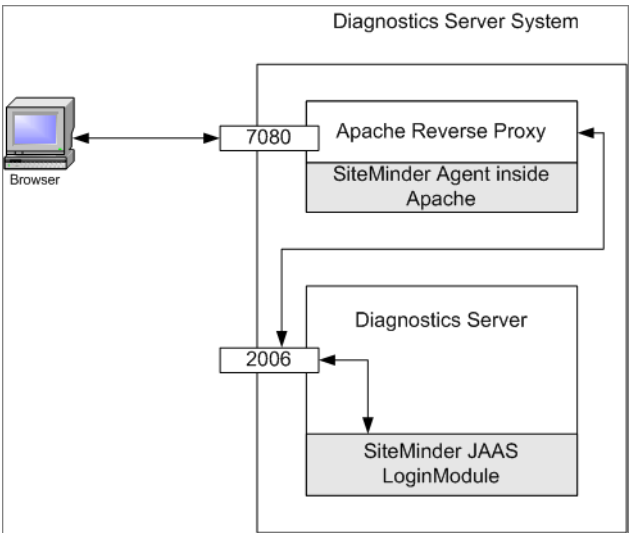 Diagnostics Server System
7080
Apache Reverse Proxy
SiteMinder Agent inside
Apache
Browser
Diagnostics Server
2006
SiteMinder JAAS
LoginModule